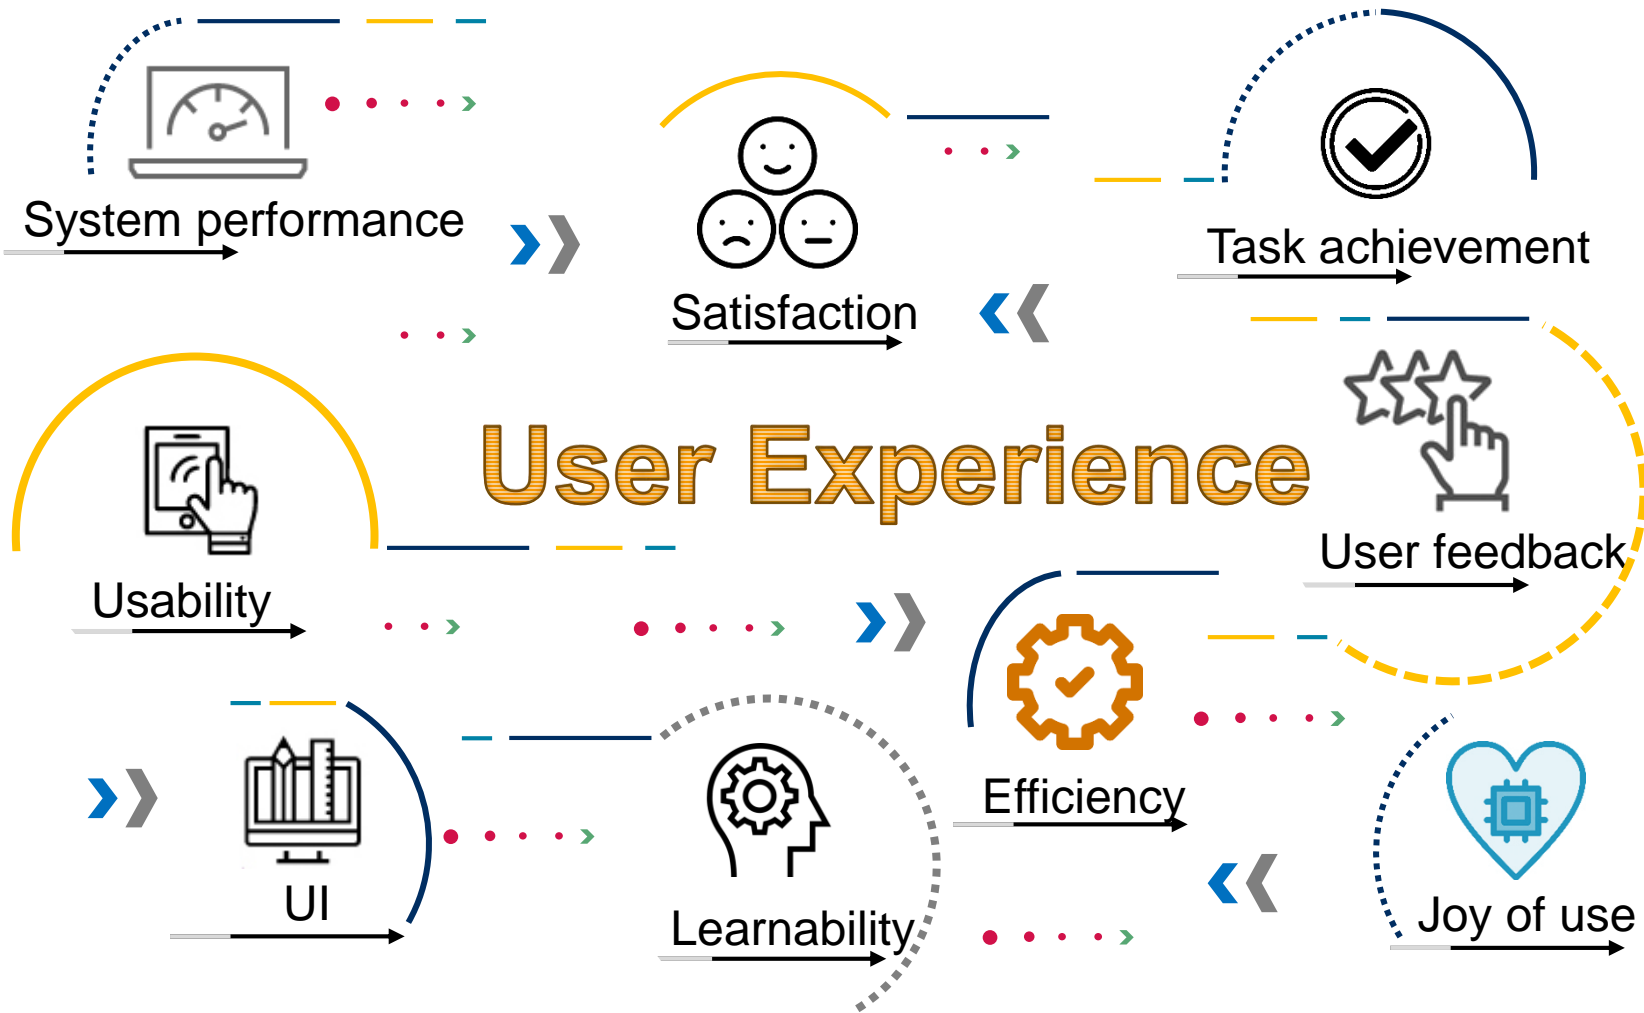 System performance
Satisfaction
Task achievement
User Experience
User feedback
Usability
Efficiency
UI
Learnability
Joy of use